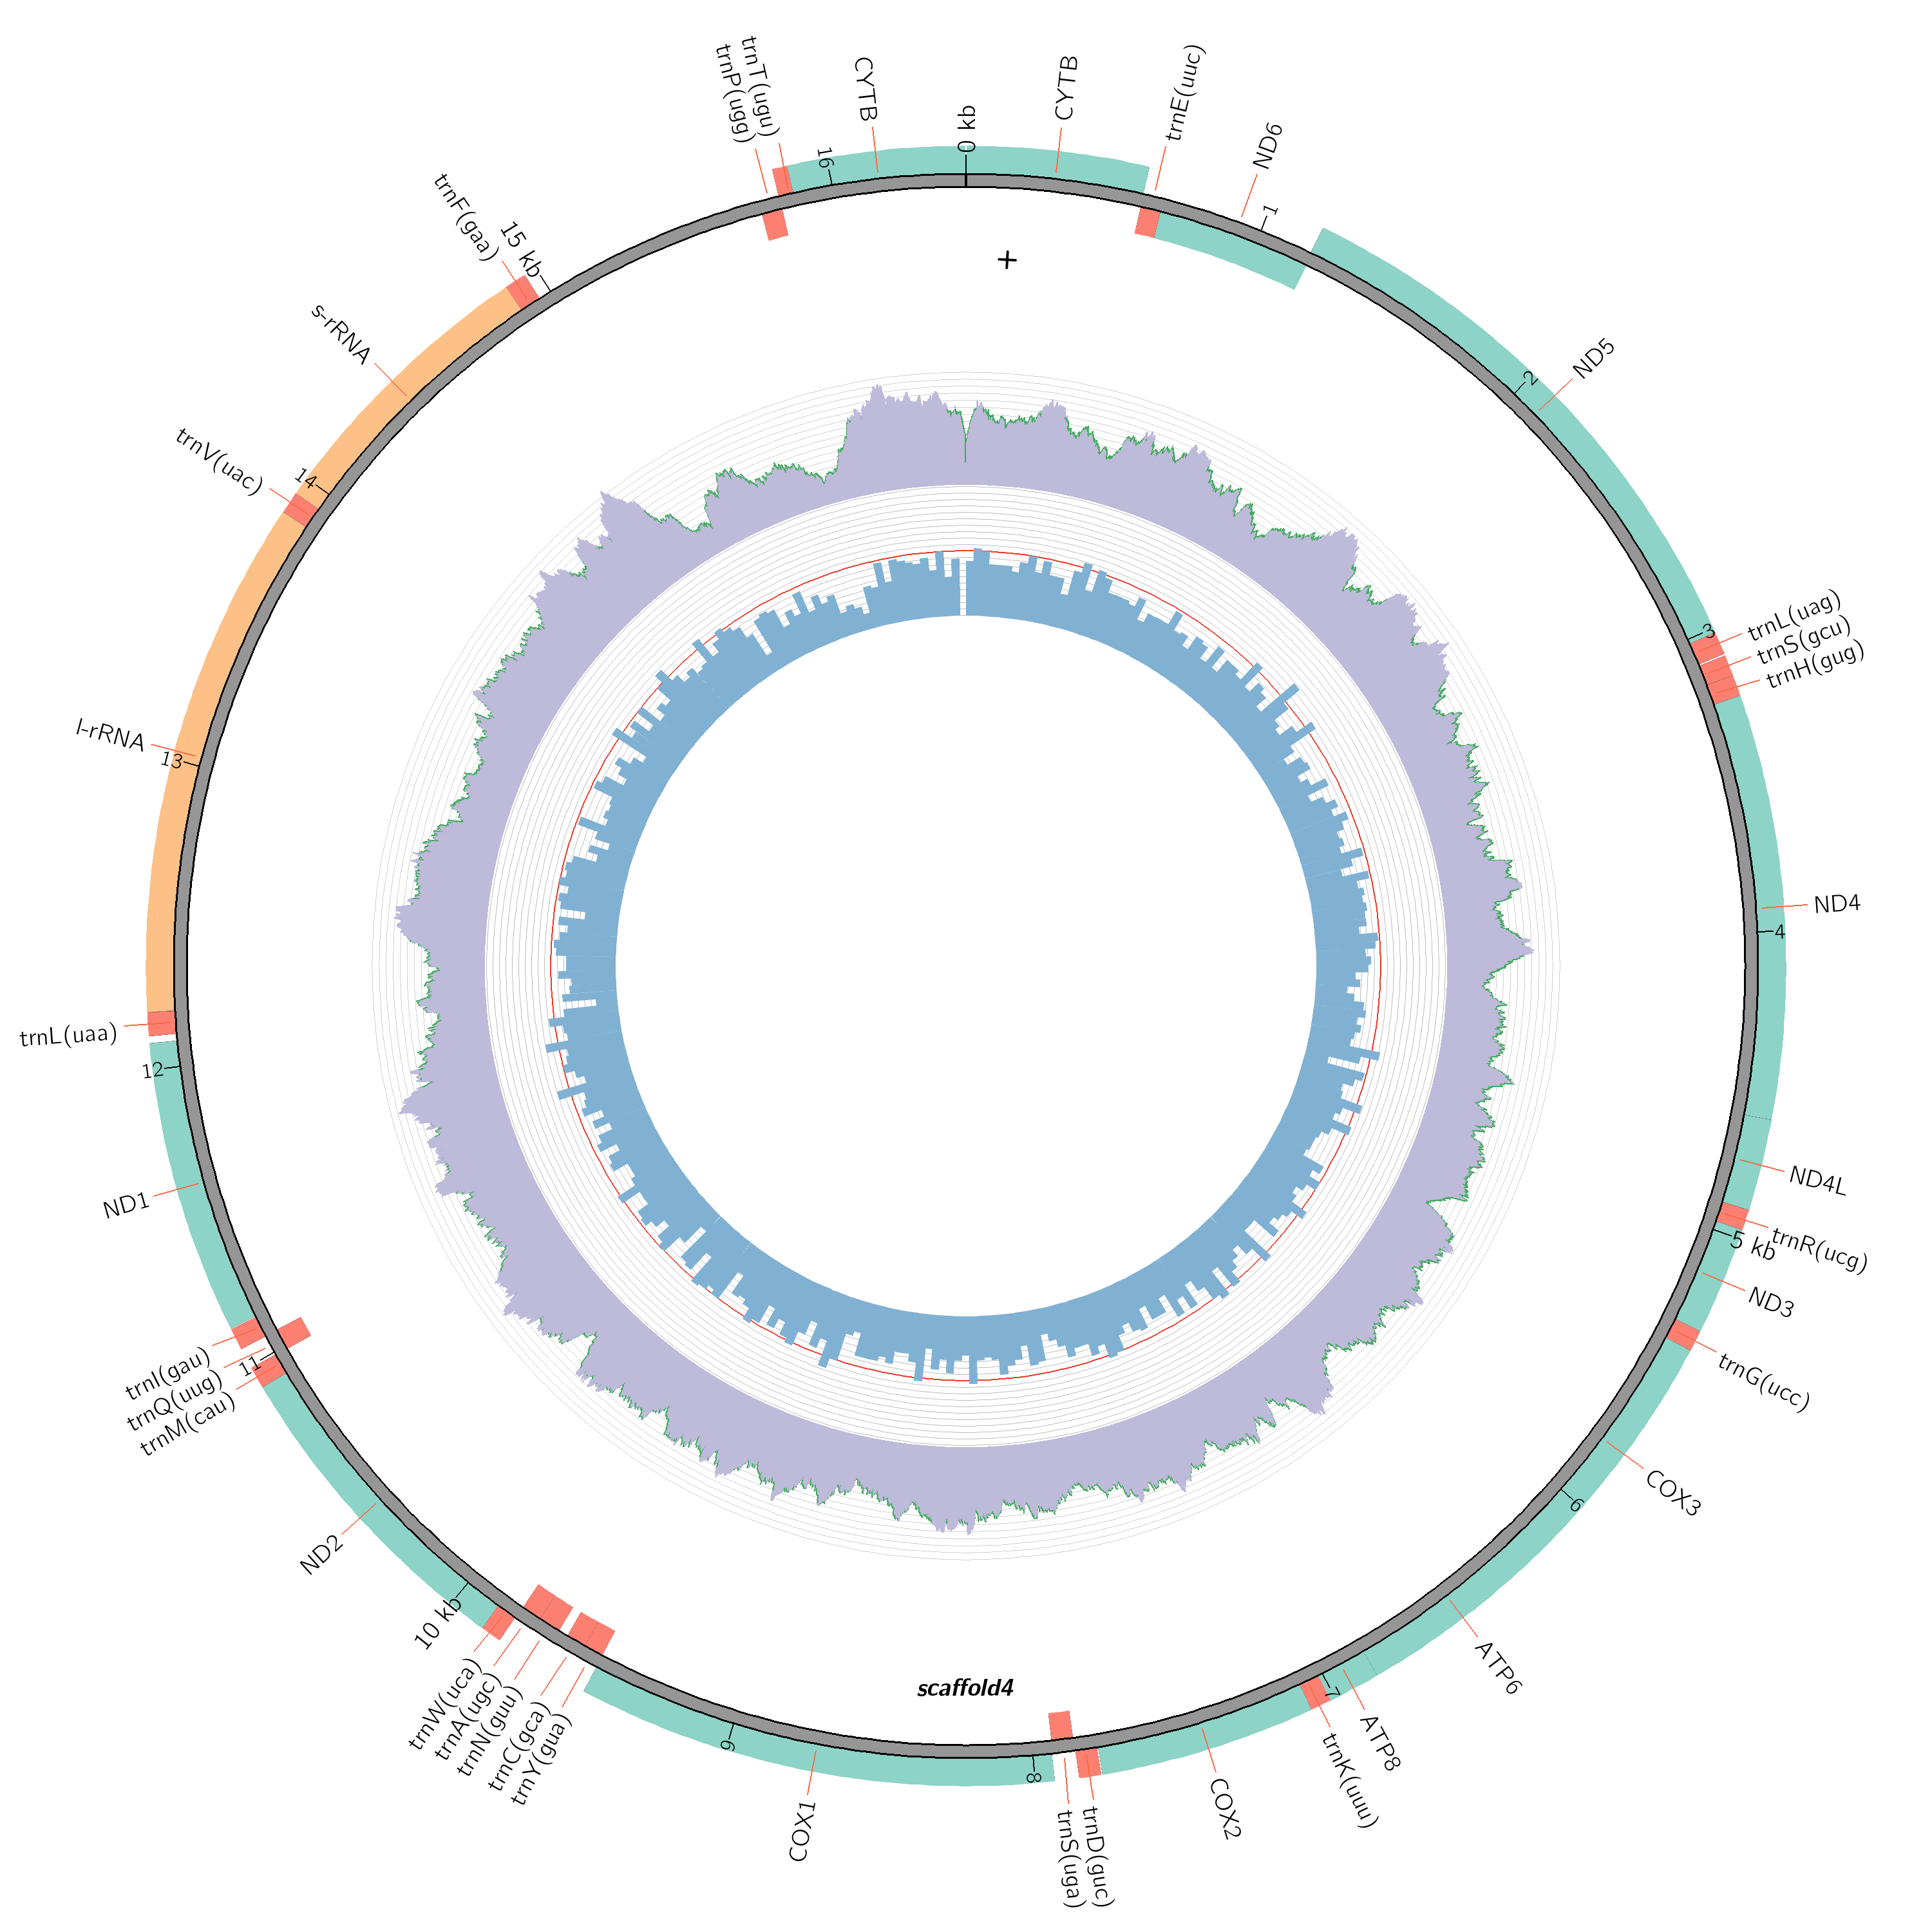 0 kb
CYTB
trnE(uuc)
ND6
1
+
2
ND5
3
trnL(uag)
trnS(gcu)
trnH(gug)
ND4
4
ND4L
trnR(ucg)
5 kb
ND3
trnG(ucc)
COX3
6
ATP6
ATP8
7
trnK(uuu)
COX2
trnD(guc)
trnS(uga)
8
scaffold4
COX1
9
trnY(gua)
trnC(gca)
trnN(guu)
trnA(ugc)
trnW(uca)
10 kb
ND2
trnM(cau)
11
trnQ(uug)
trnI(gau)
ND1
12
trnL(uaa)
l-rRNA
13
trnV(uac)
14
s-rRNA
trnF(gaa)
15 kb
trnP(ugg)
trnT(ugu)
16
CYTB